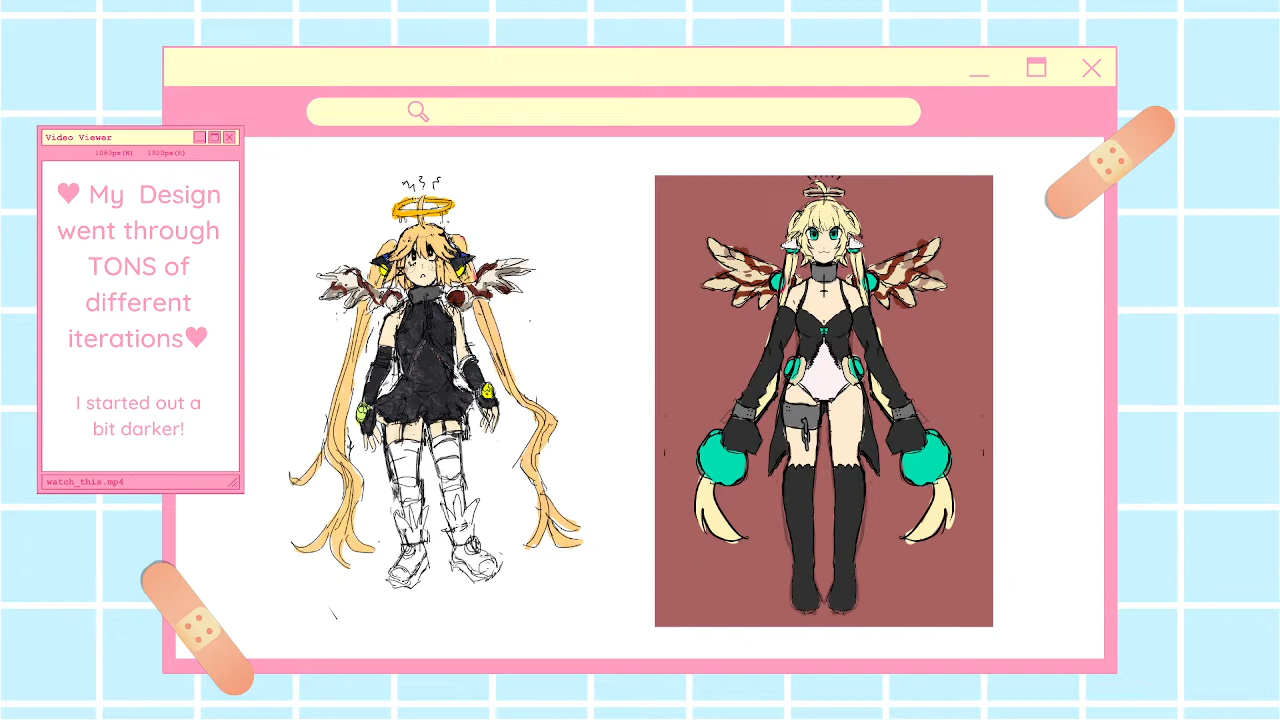 Video Viewer
1080px(W) 1920px(H)
♥ My Design
went through
TONS of
different
iterations♥
I started out a
bit darker!
watch_this.mp4